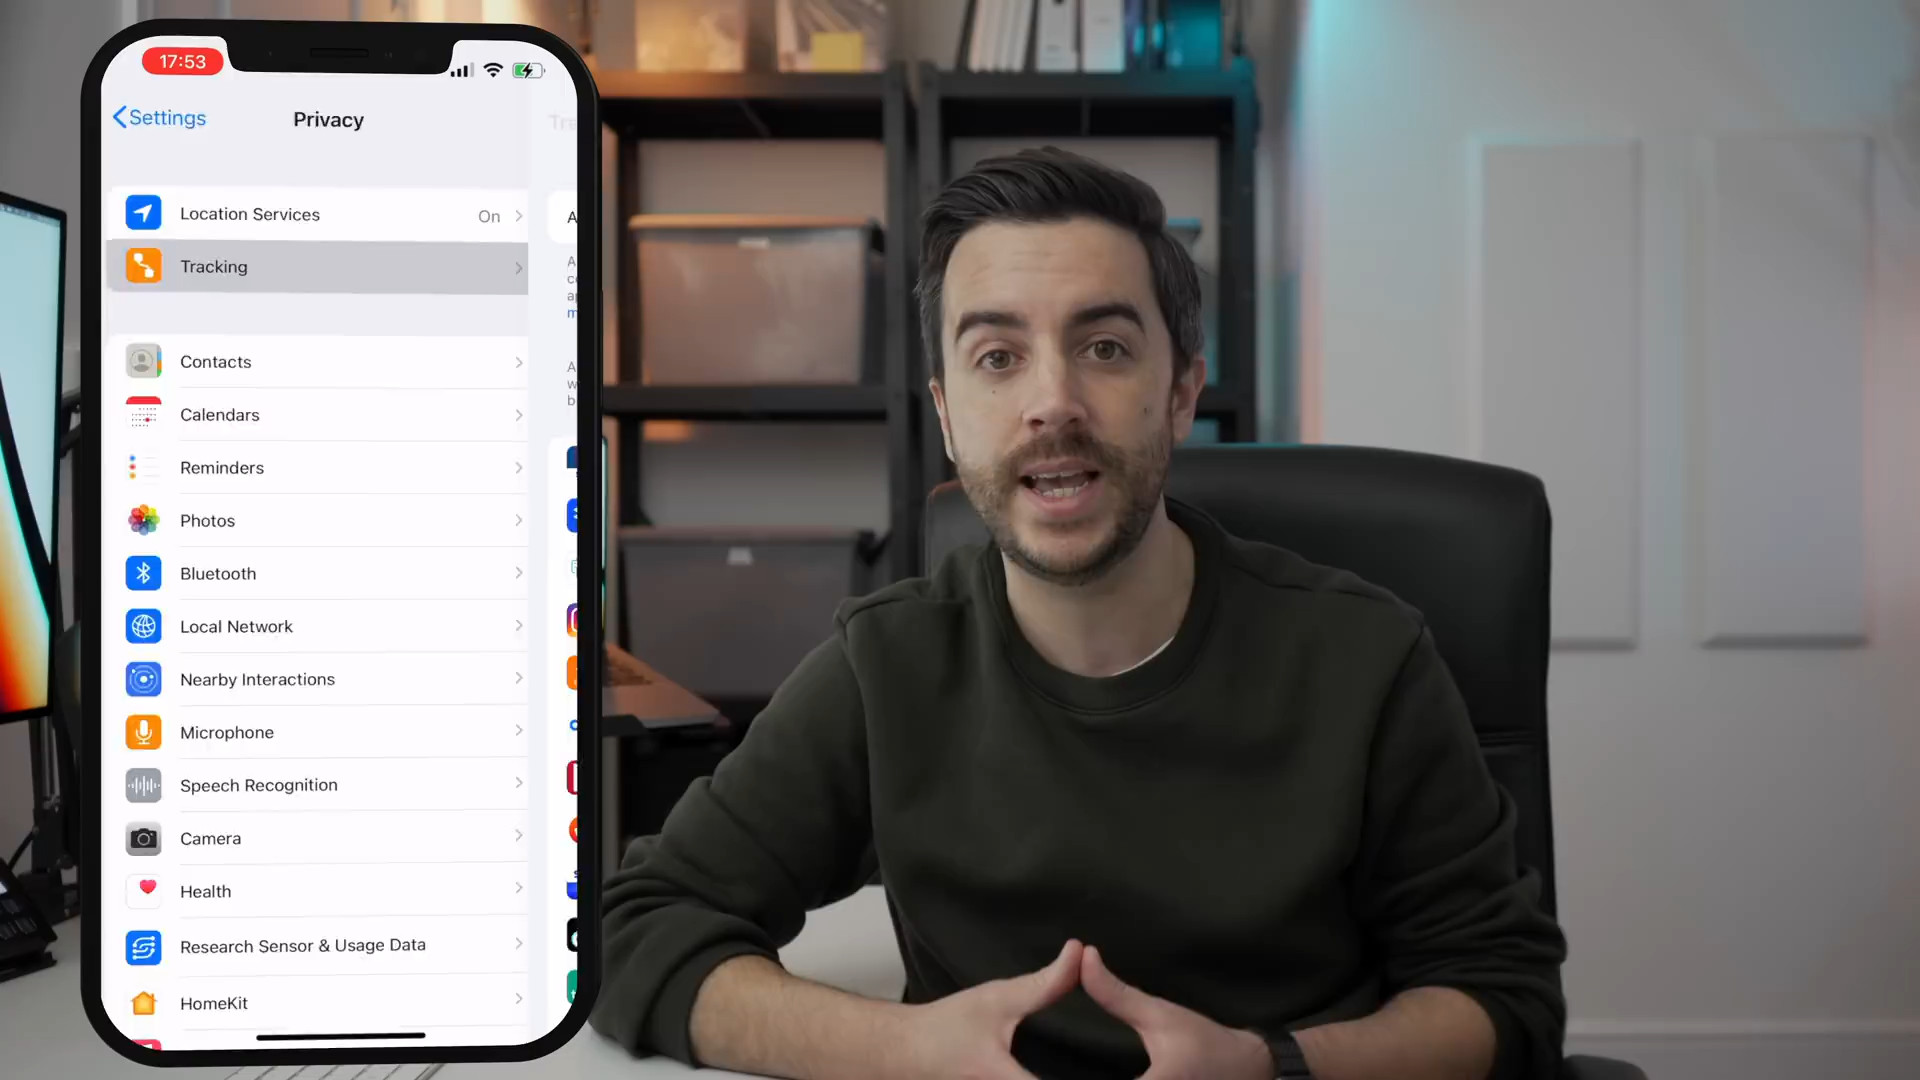 17:53
Settings
Privacy
Location Services
On
Tracking
Contacts
Calendars
Reminders
Photos
Bluetooth
Local Network
Nearby Interactions
Microphone
Speech Recognition
Camera
Health
Research Sensor & Usage Data
HomeKit